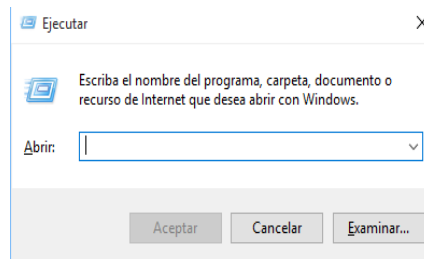 Ejecutar
Escriba el nombre del programa, carpeta, documento o
recurso de Internet que desea abrir con Windows.
Abrir:
Aceptar Cancelar Examinar...